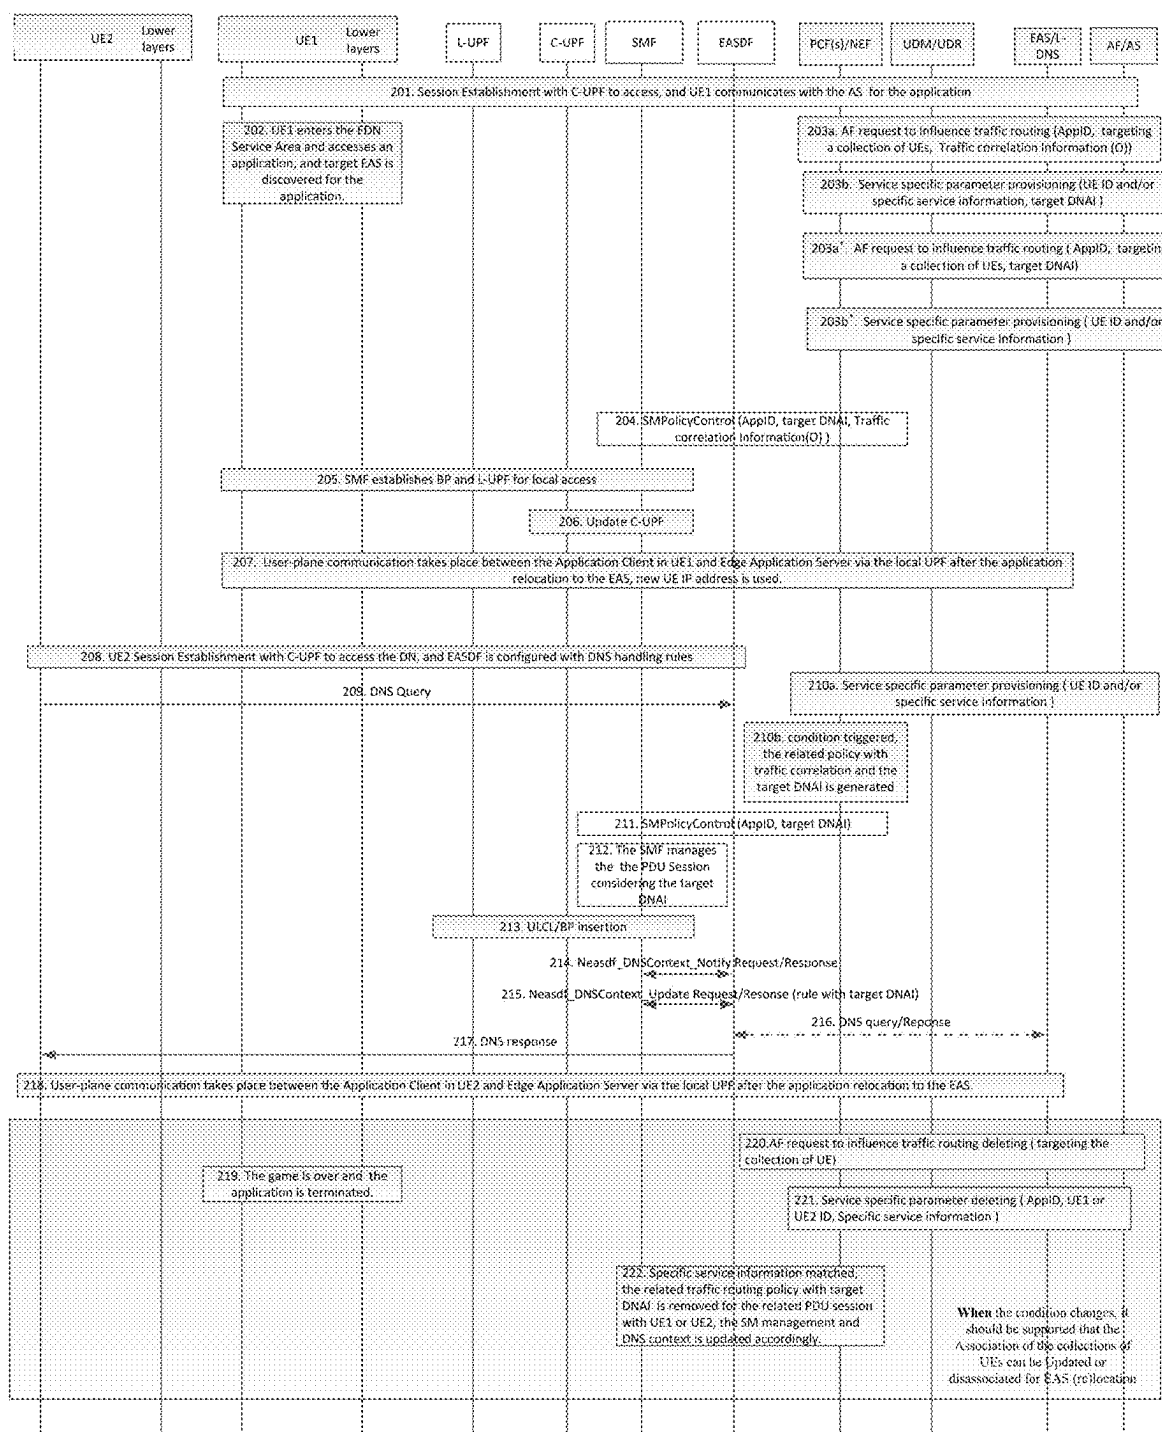 UE2
Lower
layers
UE1
Lower
layers
L-UPF
C-UPF
SMF
EASDF
PCF(s)/NEF
UDM/UDR
EAS/L-
DNS
AF/AS
201. Session Establishment with C-UPF to access, and UE1 communicates with the AS for the application
202. UE1 enters the EDN
Service Area and accesses an
application, and target EAS is
discovered for the
application.
203a. AF request to influence traffic routing (AppID, targeting
a collection of UEs, Traffic correlation Information (O))
203b. Service specific parameter provisioning (UE ID and/or
specific service information, target DNAI )
203a*. AF request to influence traffic routing ( AppID, targeting
a collection of UEs, target DNAI)
203b*. Service specific parameter provisioning ( UE ID and/or
specific service Information )
204. SMPolicyControl (AppID, target DNAI, Traffic
correlation Information(O) )
205. SMF establishes BP and L-UPF for local access
206. Update C-UPF
207. User-plane communication takes place between the Application Client in UE1 and Edge Application Server via the local UPF after the application
relocation to the EAS, new UE IP address is used.
208. UE2 Session Establishment with C-UPF to access the DN, and EASDF is configured with DNS handling rules
209. DNS Query
210a. Service specific parameter provisioning ( UE ID and/or
specific service Information )
210b. condition triggered,
the related policy with
traffic correlation and the
target DNAI is generated
211. SMPolicyControl (AppID, target DNAI)
212. The SMF manages
the the PDU Session
considering the target
DNAI
213. ULCL/BP insertion
214. Neasdf_DNSContext_Notify Request/Response
215. Neasdf_DNSContext_Update Request/Resonse (rule with target DNAI)
216. DNS query/Reponse
217. DNS response
218. User-plane communication takes place between the Application Client in UE2 and Edge Application Server via the local UPF after the application relocation to the EAS.
220.AF request to influence traffic routing deleting ( targeting the
collection of UE)
219. The game is over and the
application is terminated.
221. Service specific parameter deleting ( AppID, UE1 or
UE2 ID, Specific service information )
222. Specific service information matched,
the related traffic routing policy with target
DNAI is removed for the related PDU session
with UE1 or UE2, the SM management and
DNS context is updated accordingly.
When the condition changes, it
should be supported that the
Association of the collections of
UEs can be Updated or
disassociated for EAS (re)location